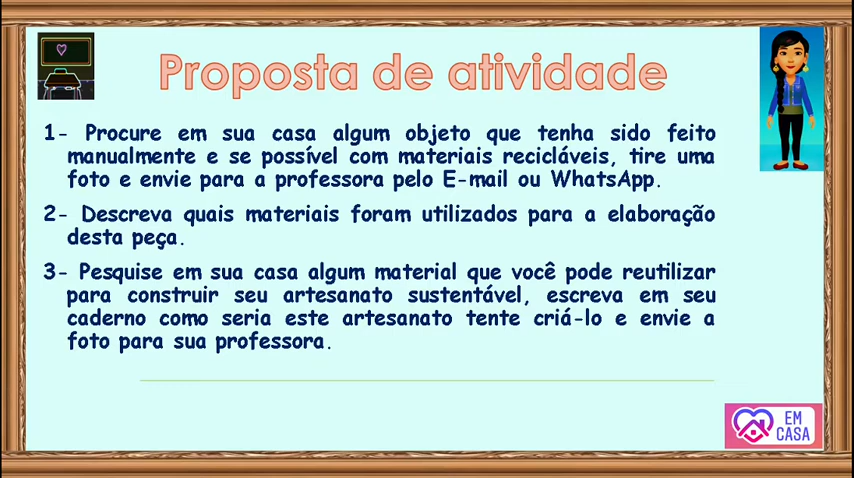 Proposta de atividade
1- Procure em sua casa algum objeto que tenha sido feito
manualmente e se possível com materiais recicláveis, tire uma
foto e envie para a professora pelo E-mail ou WhatsApp.
2- Descreva quais materiais foram utilizados para a elaboração
desta peça.
3- Pesquise em sua casa algum material que você pode reutilizar
para construir seu artesanato sustentável, escreva em seu
caderno como seria este artesanato tente criá-lo e envie a
foto para sua professora.
EM
CASA